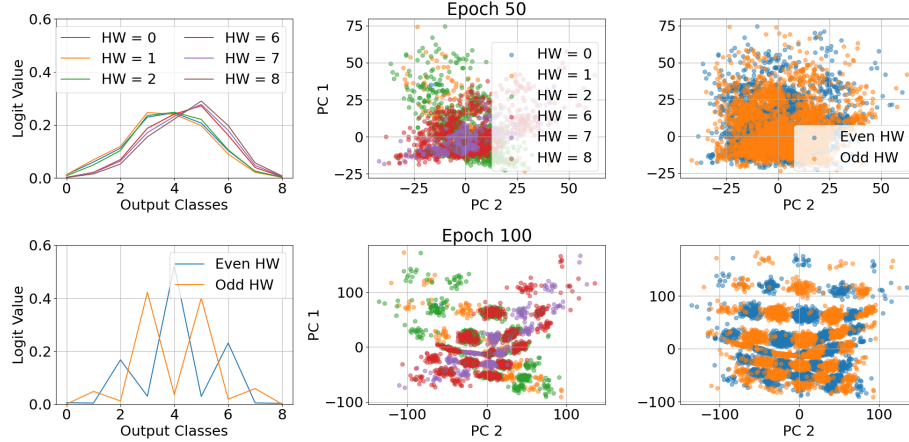 Epoch 50
0.6
0.4
0.2
0.0
Logit Value
HW = 0
HW = 1
HW = 2
HW = 6
HW = 7
HW = 8
0 2 4 6 8
Output Classes
75
50
25
0
−25
PC 1
HW = 0
HW = 1
HW = 2
HW = 6
HW = 7
HW = 8
−25 0 25 50
PC 2
75
50
25
0
−25
Even HW
Odd HW
−25 0 25 50
PC 2
Epoch 100
0.6
0.4
0.2
0.0
Logit Value
Even HW
Odd HW
0 2 4 6 8
Output Classes
100
0
−100
PC 1
−100 0 100
PC 2
150
100
50
0
−50
−100
−100 0 100
PC 2